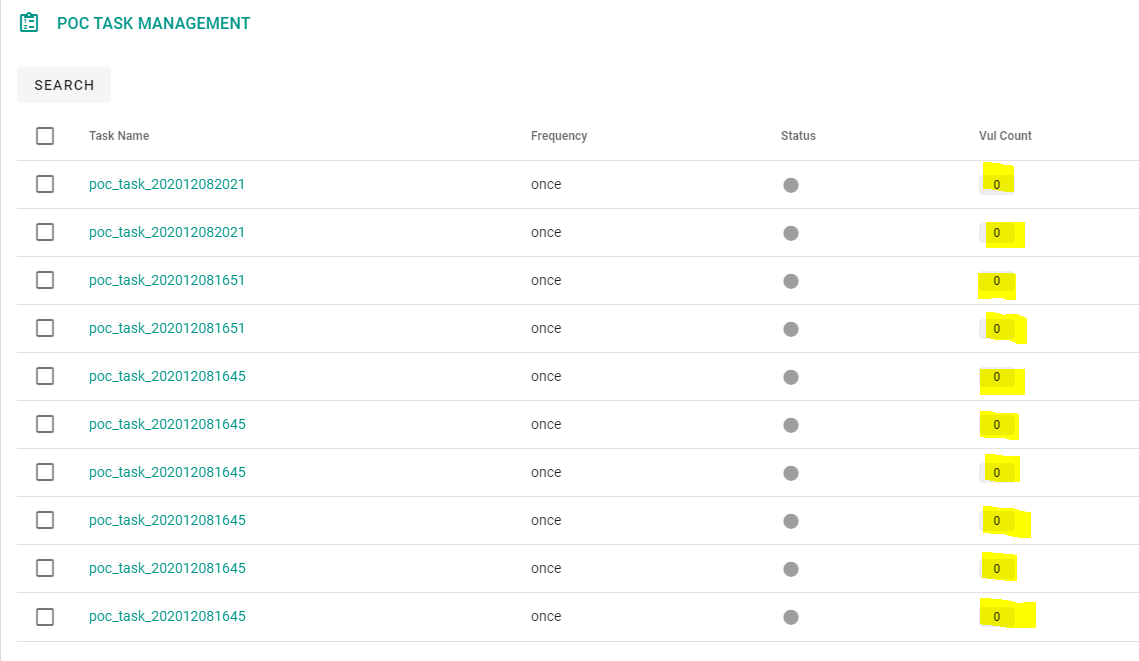 POC TASK MANAGEMENT
SEARCH
Task Name Frequency Status Vul Count
poc_task_202012082021 once 0
poc_task_202012082021 once 0
poc_task_202012081651 once 0
poc_task_202012081651 once 0
poc_task_202012081645 once 0
poc_task_202012081645 once 0
poc_task_202012081645 once 0
poc_task_202012081645 once 0
poc_task_202012081645 once 0
poc_task_202012081645 once 0